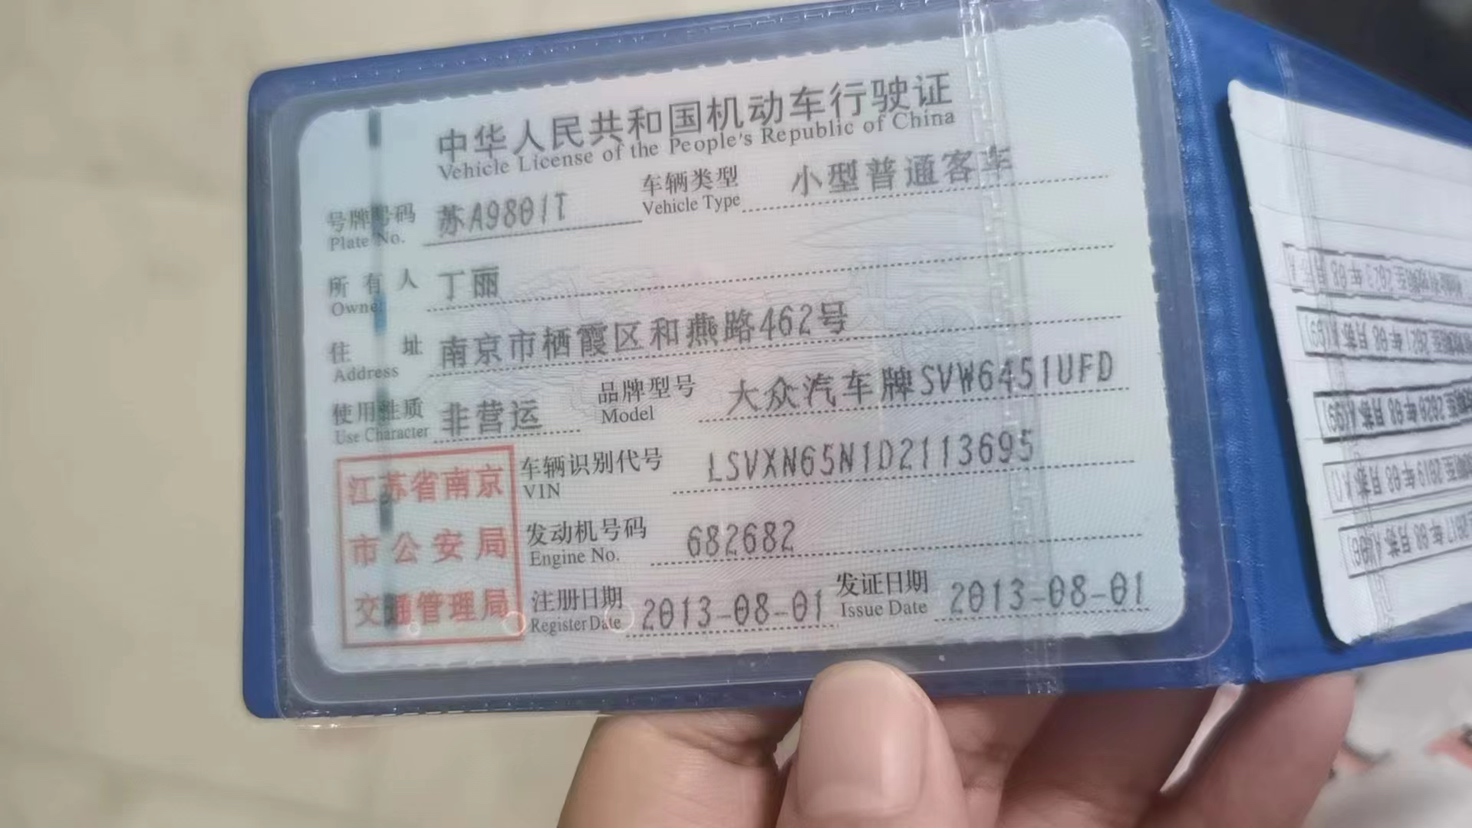 中华人民共和国机动车行驶证
Vehicle License of the People's Republic of China
号牌号码 苏A9801T 车辆类型 小型普通客车
Plate No. Vehicle Type
所有人 丁丽
Owner
住址 南京市栖霞区和燕路462号
Address
使用性质 非营运 品牌型号 大众汽车牌SVW6451UFD
Use Character Model
江苏省南京
市公安局
交通管理局
车辆识别代号 LSVXN65N1D2113695
VIN
发动机号码 682682
Engine No.
注册日期 2013-08-01 发证日期 2013-08-01
Register Date Issue Date